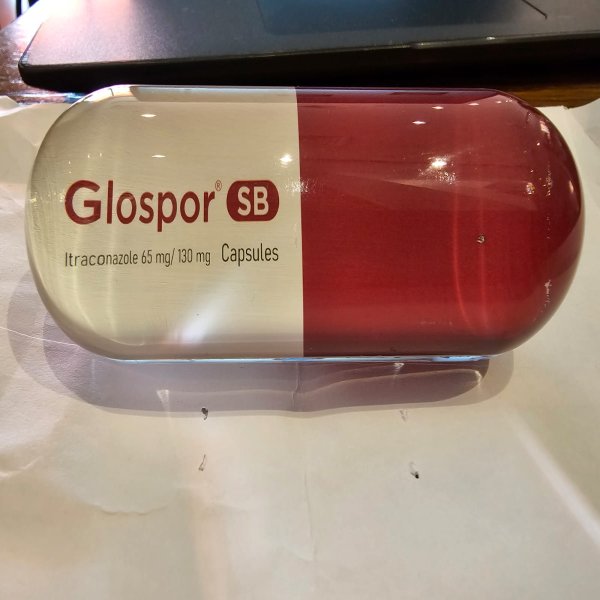 Glospor® SB
Itraconazole 65 mg/ 130 mg Capsules